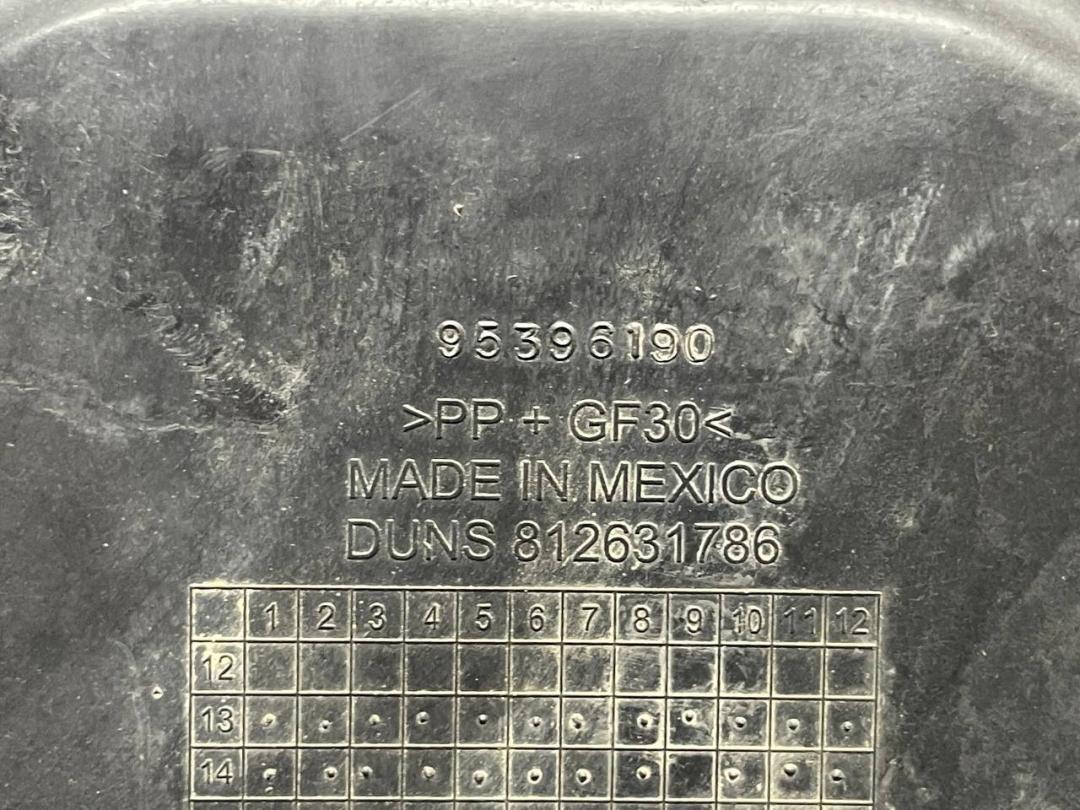 95396190
>PP + GF30<
MADE IN MEXICO
DUNS 812631786
1 2 3 4 5 6 7 8 9 10 11 12
12
13
14